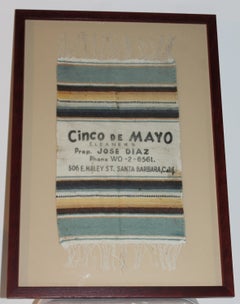 Cinco DE MAYO
CLEANERS
Prop. JOSE DIAZ
Phone WO-2-6561.
506 E. HALEY ST. SANTA BARBARA, CAL.